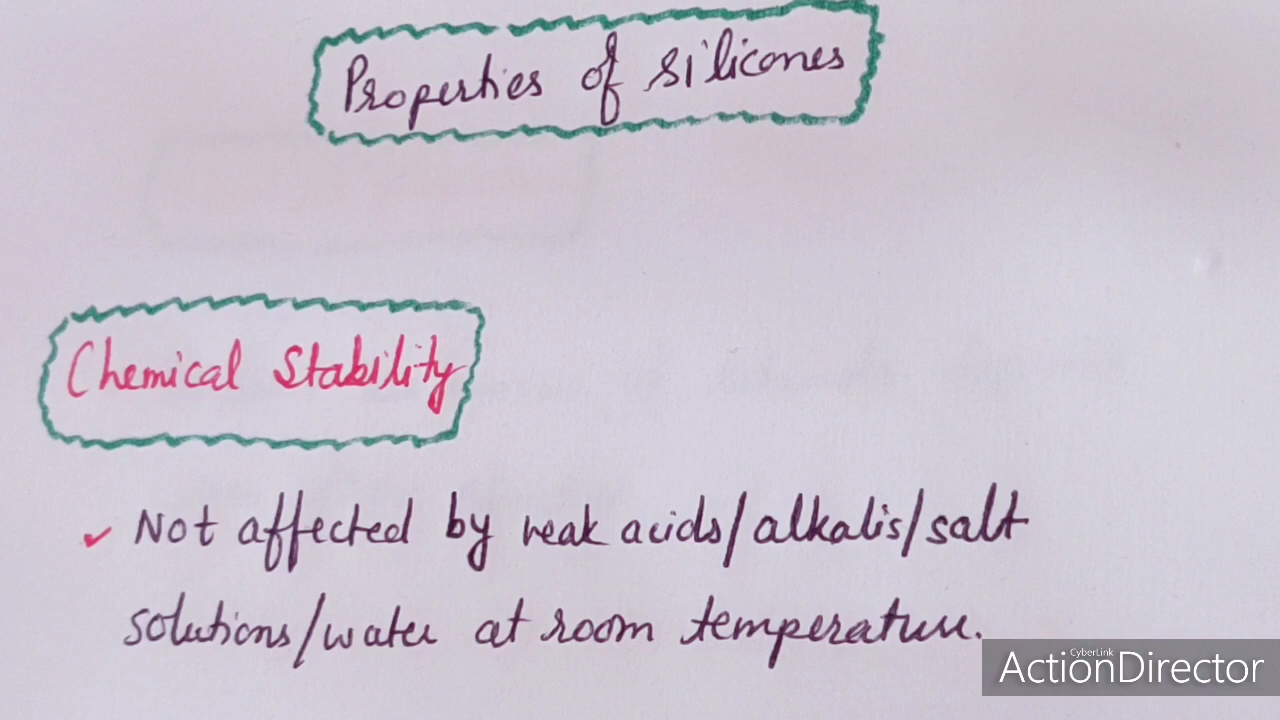 Properties of silicones
Chemical Stability
✓ Not affected by weak acids/alkalis/salt
solutions/water at room temperature.
CyberLink
ActionDirector